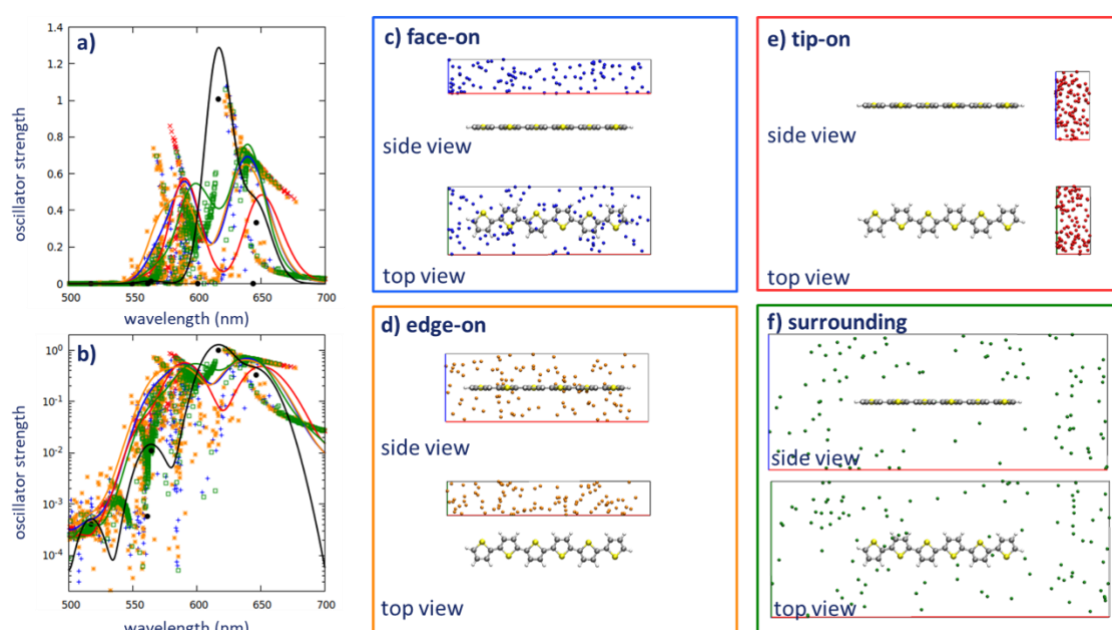 a)
oscillator strength
1.4
1.2
1
0.8
0.6
0.4
0.2
0
500 550 600 650 700
wavelength (nm)
b)
oscillator strength
10⁰
10⁻¹
10⁻²
10⁻³
10⁻⁴
500 550 600 650 700
wavelength (nm)
c) face-on
side view
top view
d) edge-on
side view
top view
e) tip-on
side view
top view
f) surrounding
side view
top view